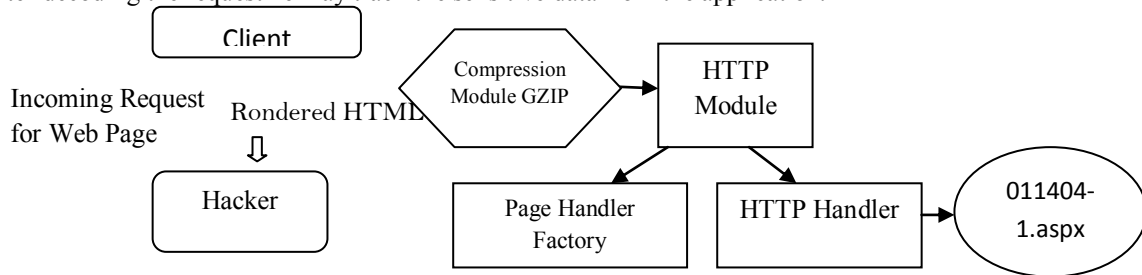 Client
Incoming Request
for Web Page
Rondered HTML
Compression
Module GZIP
HTTP
Module
Hacker
Page Handler
Factory
HTTP Handler
011404-
1.aspx